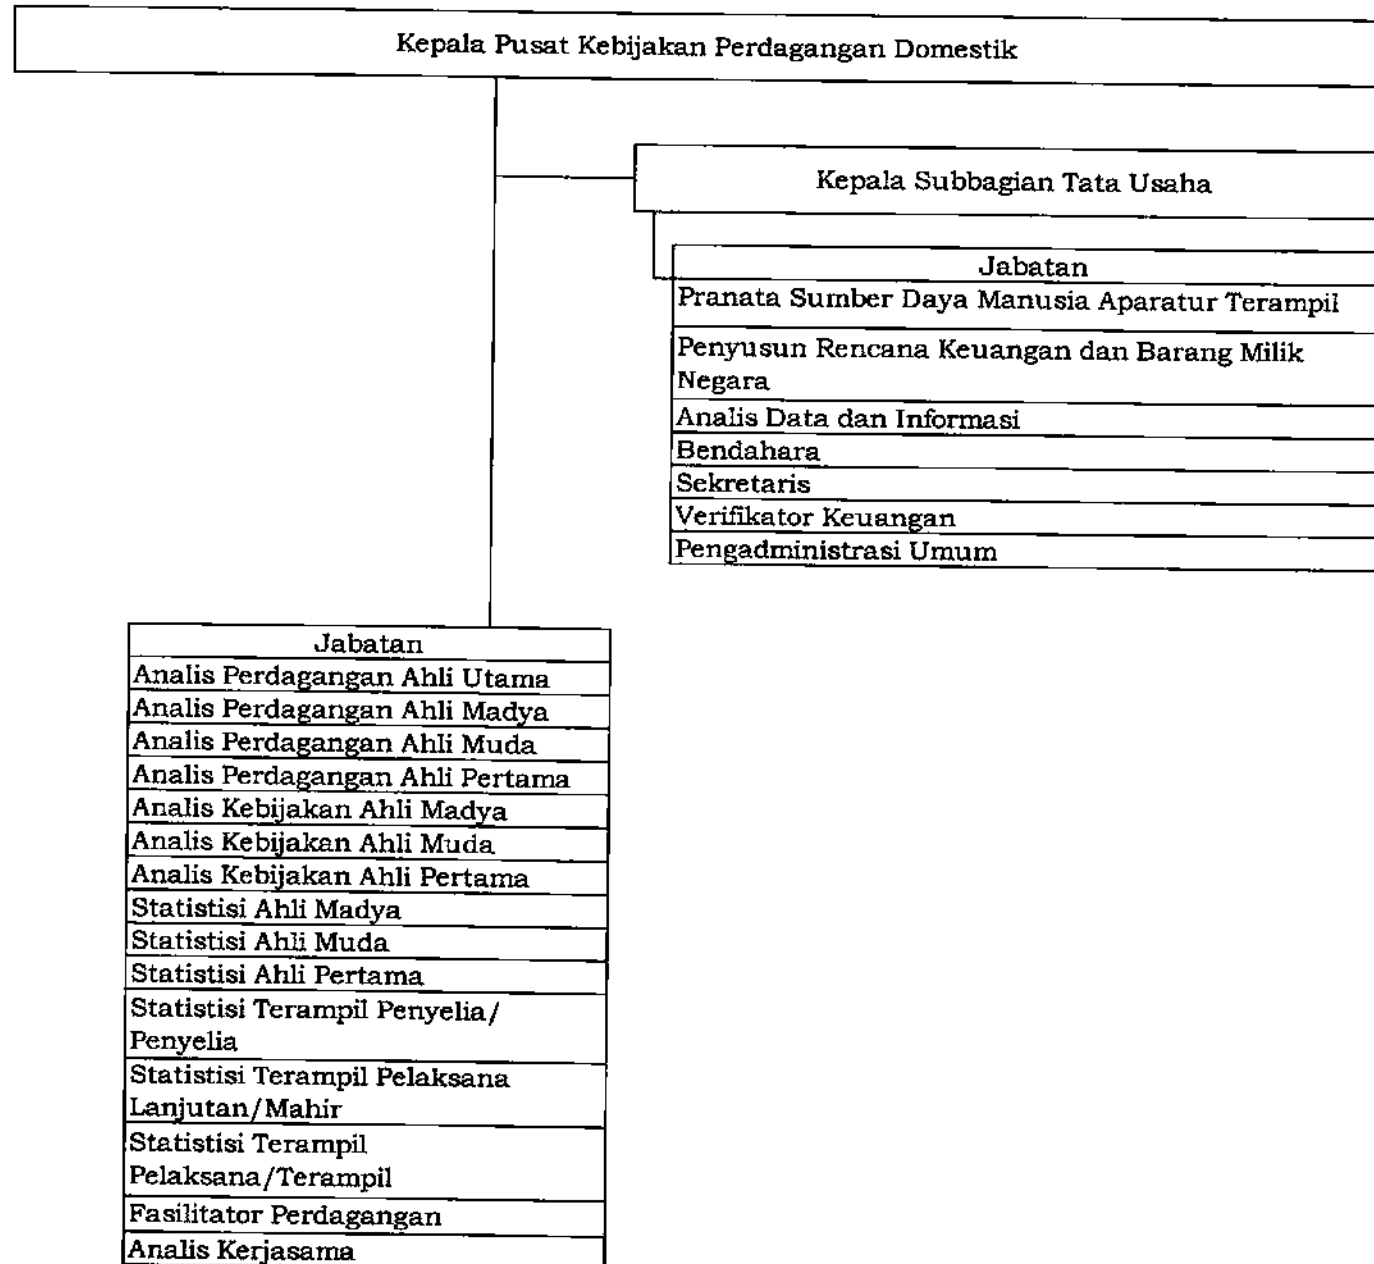 Kepala Pusat Kebijakan Perdagangan Domestik
Kepala Subbagian Tata Usaha
Jabatan
Pranata Sumber Daya Manusia Aparatur Terampil
Penyusun Rencana Keuangan dan Barang Milik
Negara
Analis Data dan Informasi
Bendahara
Sekretaris
Verifikator Keuangan
Pengadministrasi Umum
Jabatan
Analis Perdagangan Ahli Utama
Analis Perdagangan Ahli Madya
Analis Perdagangan Ahli Muda
Analis Perdagangan Ahli Pertama
Analis Kebijakan Ahli Madya
Analis Kebijakan Ahli Muda
Analis Kebijakan Ahli Pertama
Statistisi Ahli Madya
Statistisi Ahli Muda
Statistisi Ahli Pertama
Statistisi Terampil Penyelia/
Penyelia
Statistisi Terampil Pelaksana
Lanjutan/Mahir
Statistisi Terampil
Pelaksana/Terampil
Fasilitator Perdagangan
Analis Kerjasama